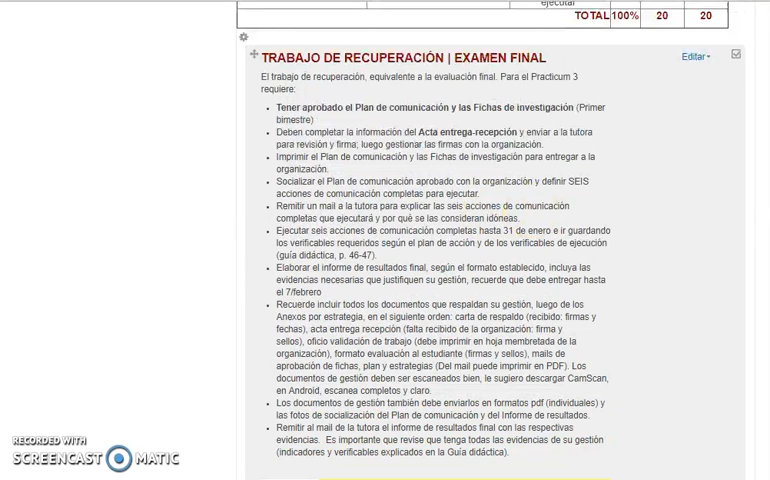 ejecutar
TOTAL 100% 20 20
TRABAJO DE RECUPERACIÓN | EXAMEN FINAL
Editar
El trabajo de recuperación, equivalente a la evaluación final. Para el Practicum 3
requiere:
Tener aprobado el Plan de comunicación y las Fichas de investigación (Primer
bimestre)
Deben completar la información del Acta entrega-recepción y enviar a la tutora
para revisión y firma; luego gestionar las firmas con la organización.
Imprimir el Plan de comunicación y las Fichas de investigación para entregar a la
organización.
Socializar el Plan de comunicación aprobado con la organización y definir SEIS
acciones de comunicación completas para ejecutar.
Remitir un mail a la tutora para explicar las seis acciones de comunicación
completas que ejecutará y por qué se las consideran idóneas.
Ejecutar seis acciones de comunicación completas hasta 31 de enero e ir guardando
los verificables requeridos según el plan de acción y de los verificables de ejecución
(guía didáctica, p. 46-47).
Elaborar el informe de resultados final, según el formato establecido, incluya las
evidencias necesarias que justifiquen su gestión, recuerde que debe entregar hasta
el 7/febrero
Recuerde incluir todos los documentos que respaldan su gestión, luego de los
Anexos por estrategia, en el siguiente orden: carta de respaldo (recibido: firmas y
fechas), acta entrega recepción (falta recibido de la organización: firma y
sellos), oficio validación de trabajo (debe imprimir en hoja membretada de la
organización), formato evaluación al estudiante (firmas y sellos), mails de
aprobación de fichas, plan y estrategias (Del mail puede imprimir en PDF). Los
documentos de gestión deben ser escaneados bien, le sugiero descargar CamScan,
en Android, escanea completos y claro.
Los documentos de gestión también debe enviarlos en formatos pdf (individuales) y
las fotos de socialización del Plan de comunicación y del Informe de resultados.
Remitir al mail de la tutora el informe de resultados final con las respectivas
evidencias. Es importante que revise que tenga todas las evidencias de su gestión
(indicadores y verificables explicados en la Guía didáctica).
RECORDED WITH
SCREENCAST MATIC